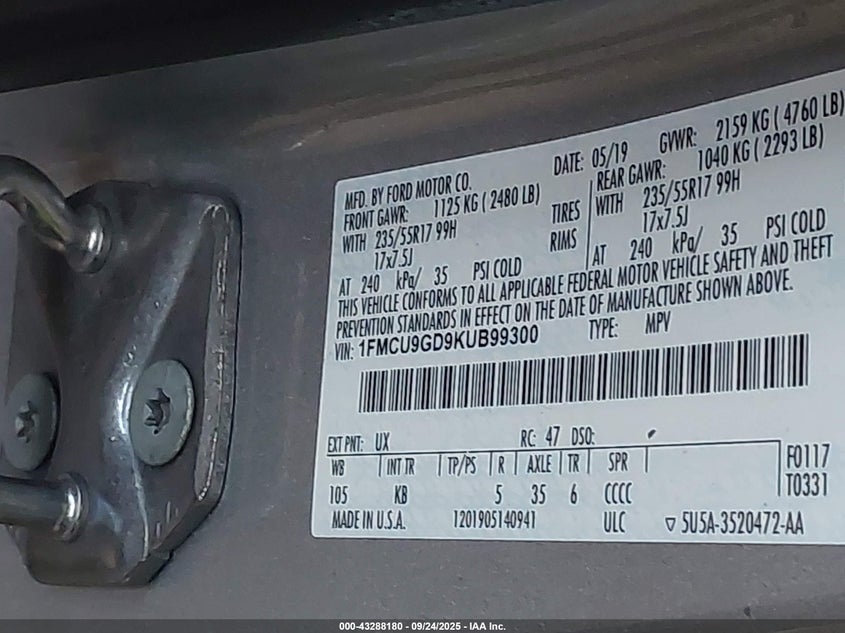 MFD. BY FORD MOTOR CO. DATE: 05/19 GVWR: 2159 KG ( 4760 LB)
FRONT GAWR: 1125 KG ( 2480 LB) REAR GAWR: 1040 KG ( 2293 LB)
WITH 235/55R17 99H TIRES WITH 235/55R17 99H
17x7.5J RIMS 17x7.5J
AT 240 kPa/ 35 PSI COLD AT 240 kPa/ 35 PSI COLD
THIS VEHICLE CONFORMS TO ALL APPLICABLE FEDERAL MOTOR VEHICLE SAFETY AND THEFT
PREVENTION STANDARDS IN EFFECT ON THE DATE OF MANUFACTURE SHOWN ABOVE.
VIN: 1FMCU9GD9KUB99300 TYPE: MPV
EXT PNT: UX RC: 47 DSO:
WB INT TR TP/PS R AXLE TR SPR F0117
105 KB 5 35 6 CCCC T0331
MADE IN U.S.A. 1201905140941 ULC ▽ 5U5A-3520472-AA
000-43288180 - 09/24/2025 - IAA Inc.